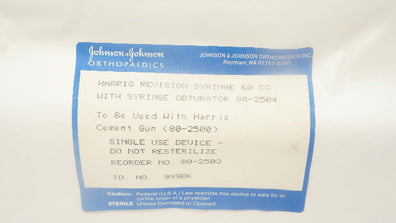 Johnson & Johnson
ORTHOPAEDICS
JOHNSON & JOHNSON ORTHOPAEDICS INC.
Raynham, MA 02767-0350
HARRIS REVISION SYRINGE 60 CC
WITH SYRINGE OBTURATOR 80-2504
To Be Used With Harris
Cement Gun (80-2500)
SINGLE USE DEVICE -
DO NOT RESTERILIZE
REORDER NO. 80-2503
ID. NO. 999BK
Caution: Federal (U.S.A.) Law restricts this device to sale by or
on the order of a physician
STERILE Unless Damaged or Opened